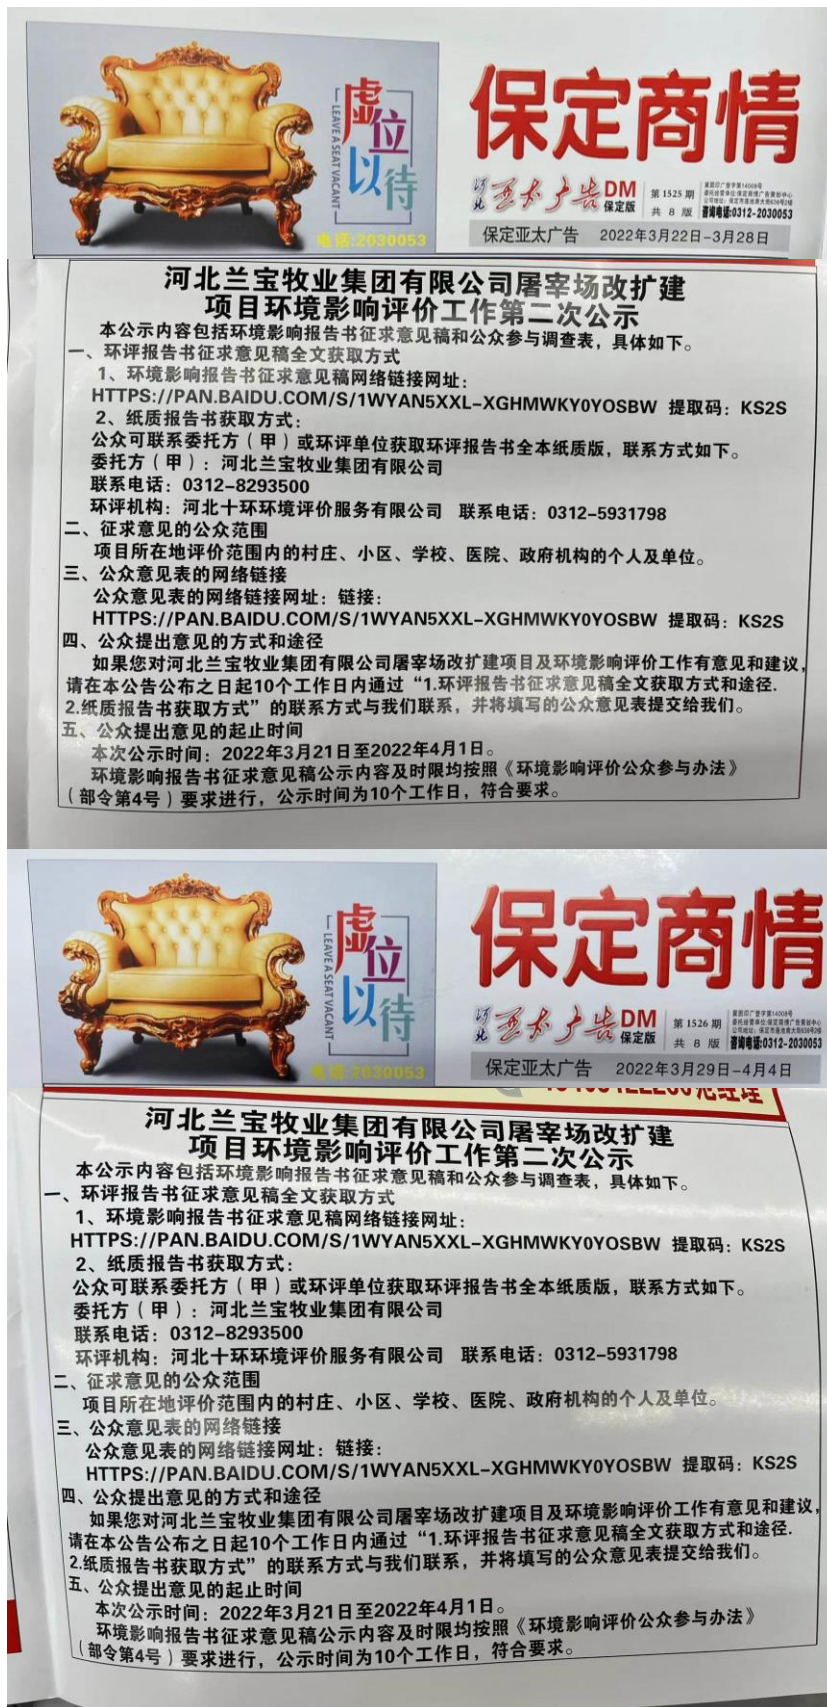 虚位以待
LEAVE A SEAT VACANT
电话:2030053
保定商情
河北 亚太广告 DM 保定版
第 1525 期
共 8 版
咨询电话:0312-2030053
保定亚太广告 2022年3月22日-3月28日
河北兰宝牧业集团有限公司屠宰场改扩建
项目环境影响评价工作第二次公示
本公示内容包括环境影响报告书征求意见稿和公众参与调查表，具体如下。
一、环评报告书征求意见稿全文获取方式
1、环境影响报告书征求意见稿网络链接网址：
HTTPS://PAN.BAIDU.COM/S/1WYAN5XXL-XGHMWKY0YOSBW 提取码：KS2S
2、纸质报告书获取方式：
公众可联系委托方（甲）或环评单位获取环评报告书全本纸质版，联系方式如下。
委托方（甲）：河北兰宝牧业集团有限公司
联系电话：0312-8293500
环评机构：河北十环环境评价服务有限公司 联系电话：0312-5931798
二、征求意见的公众范围
项目所在地评价范围内的村庄、小区、学校、医院、政府机构的个人及单位。
三、公众意见表的网络链接
公众意见表的网络链接网址：链接：
HTTPS://PAN.BAIDU.COM/S/1WYAN5XXL-XGHMWKY0YOSBW 提取码：KS2S
四、公众提出意见的方式和途径
如果您对河北兰宝牧业集团有限公司屠宰场改扩建项目及环境影响评价工作有意见和建议，
请在本公告公布之日起10个工作日内通过“1.环评报告书征求意见稿全文获取方式和途径.
2.纸质报告书获取方式”的联系方式与我们联系，并将填写的公众意见表提交给我们。
五、公众提出意见的起止时间
本次公示时间：2022年3月21日至2022年4月1日。
环境影响报告书征求意见稿公示内容及时限均按照《环境影响评价公众参与办法》
（部令第4号）要求进行，公示时间为10个工作日，符合要求。
虚位以待
LEAVE A SEAT VACANT
电话:2030053
保定商情
河北 亚太广告 DM 保定版
第 1526 期
共 8 版
咨询电话:0312-2030053
保定亚太广告 2022年3月29日-4月4日
河北兰宝牧业集团有限公司屠宰场改扩建
项目环境影响评价工作第二次公示
本公示内容包括环境影响报告书征求意见稿和公众参与调查表，具体如下。
一、环评报告书征求意见稿全文获取方式
1、环境影响报告书征求意见稿网络链接网址：
HTTPS://PAN.BAIDU.COM/S/1WYAN5XXL-XGHMWKY0YOSBW 提取码：KS2S
2、纸质报告书获取方式：
公众可联系委托方（甲）或环评单位获取环评报告书全本纸质版，联系方式如下。
委托方（甲）：河北兰宝牧业集团有限公司
联系电话：0312-8293500
环评机构：河北十环环境评价服务有限公司 联系电话：0312-5931798
二、征求意见的公众范围
项目所在地评价范围内的村庄、小区、学校、医院、政府机构的个人及单位。
三、公众意见表的网络链接
公众意见表的网络链接网址：链接：
HTTPS://PAN.BAIDU.COM/S/1WYAN5XXL-XGHMWKY0YOSBW 提取码：KS2S
四、公众提出意见的方式和途径
如果您对河北兰宝牧业集团有限公司屠宰场改扩建项目及环境影响评价工作有意见和建议，
请在本公告公布之日起10个工作日内通过“1.环评报告书征求意见稿全文获取方式和途径.
2.纸质报告书获取方式”的联系方式与我们联系，并将填写的公众意见表提交给我们。
五、公众提出意见的起止时间
本次公示时间：2022年3月21日至2022年4月1日。
环境影响报告书征求意见稿公示内容及时限均按照《环境影响评价公众参与办法》
（部令第4号）要求进行，公示时间为10个工作日，符合要求。